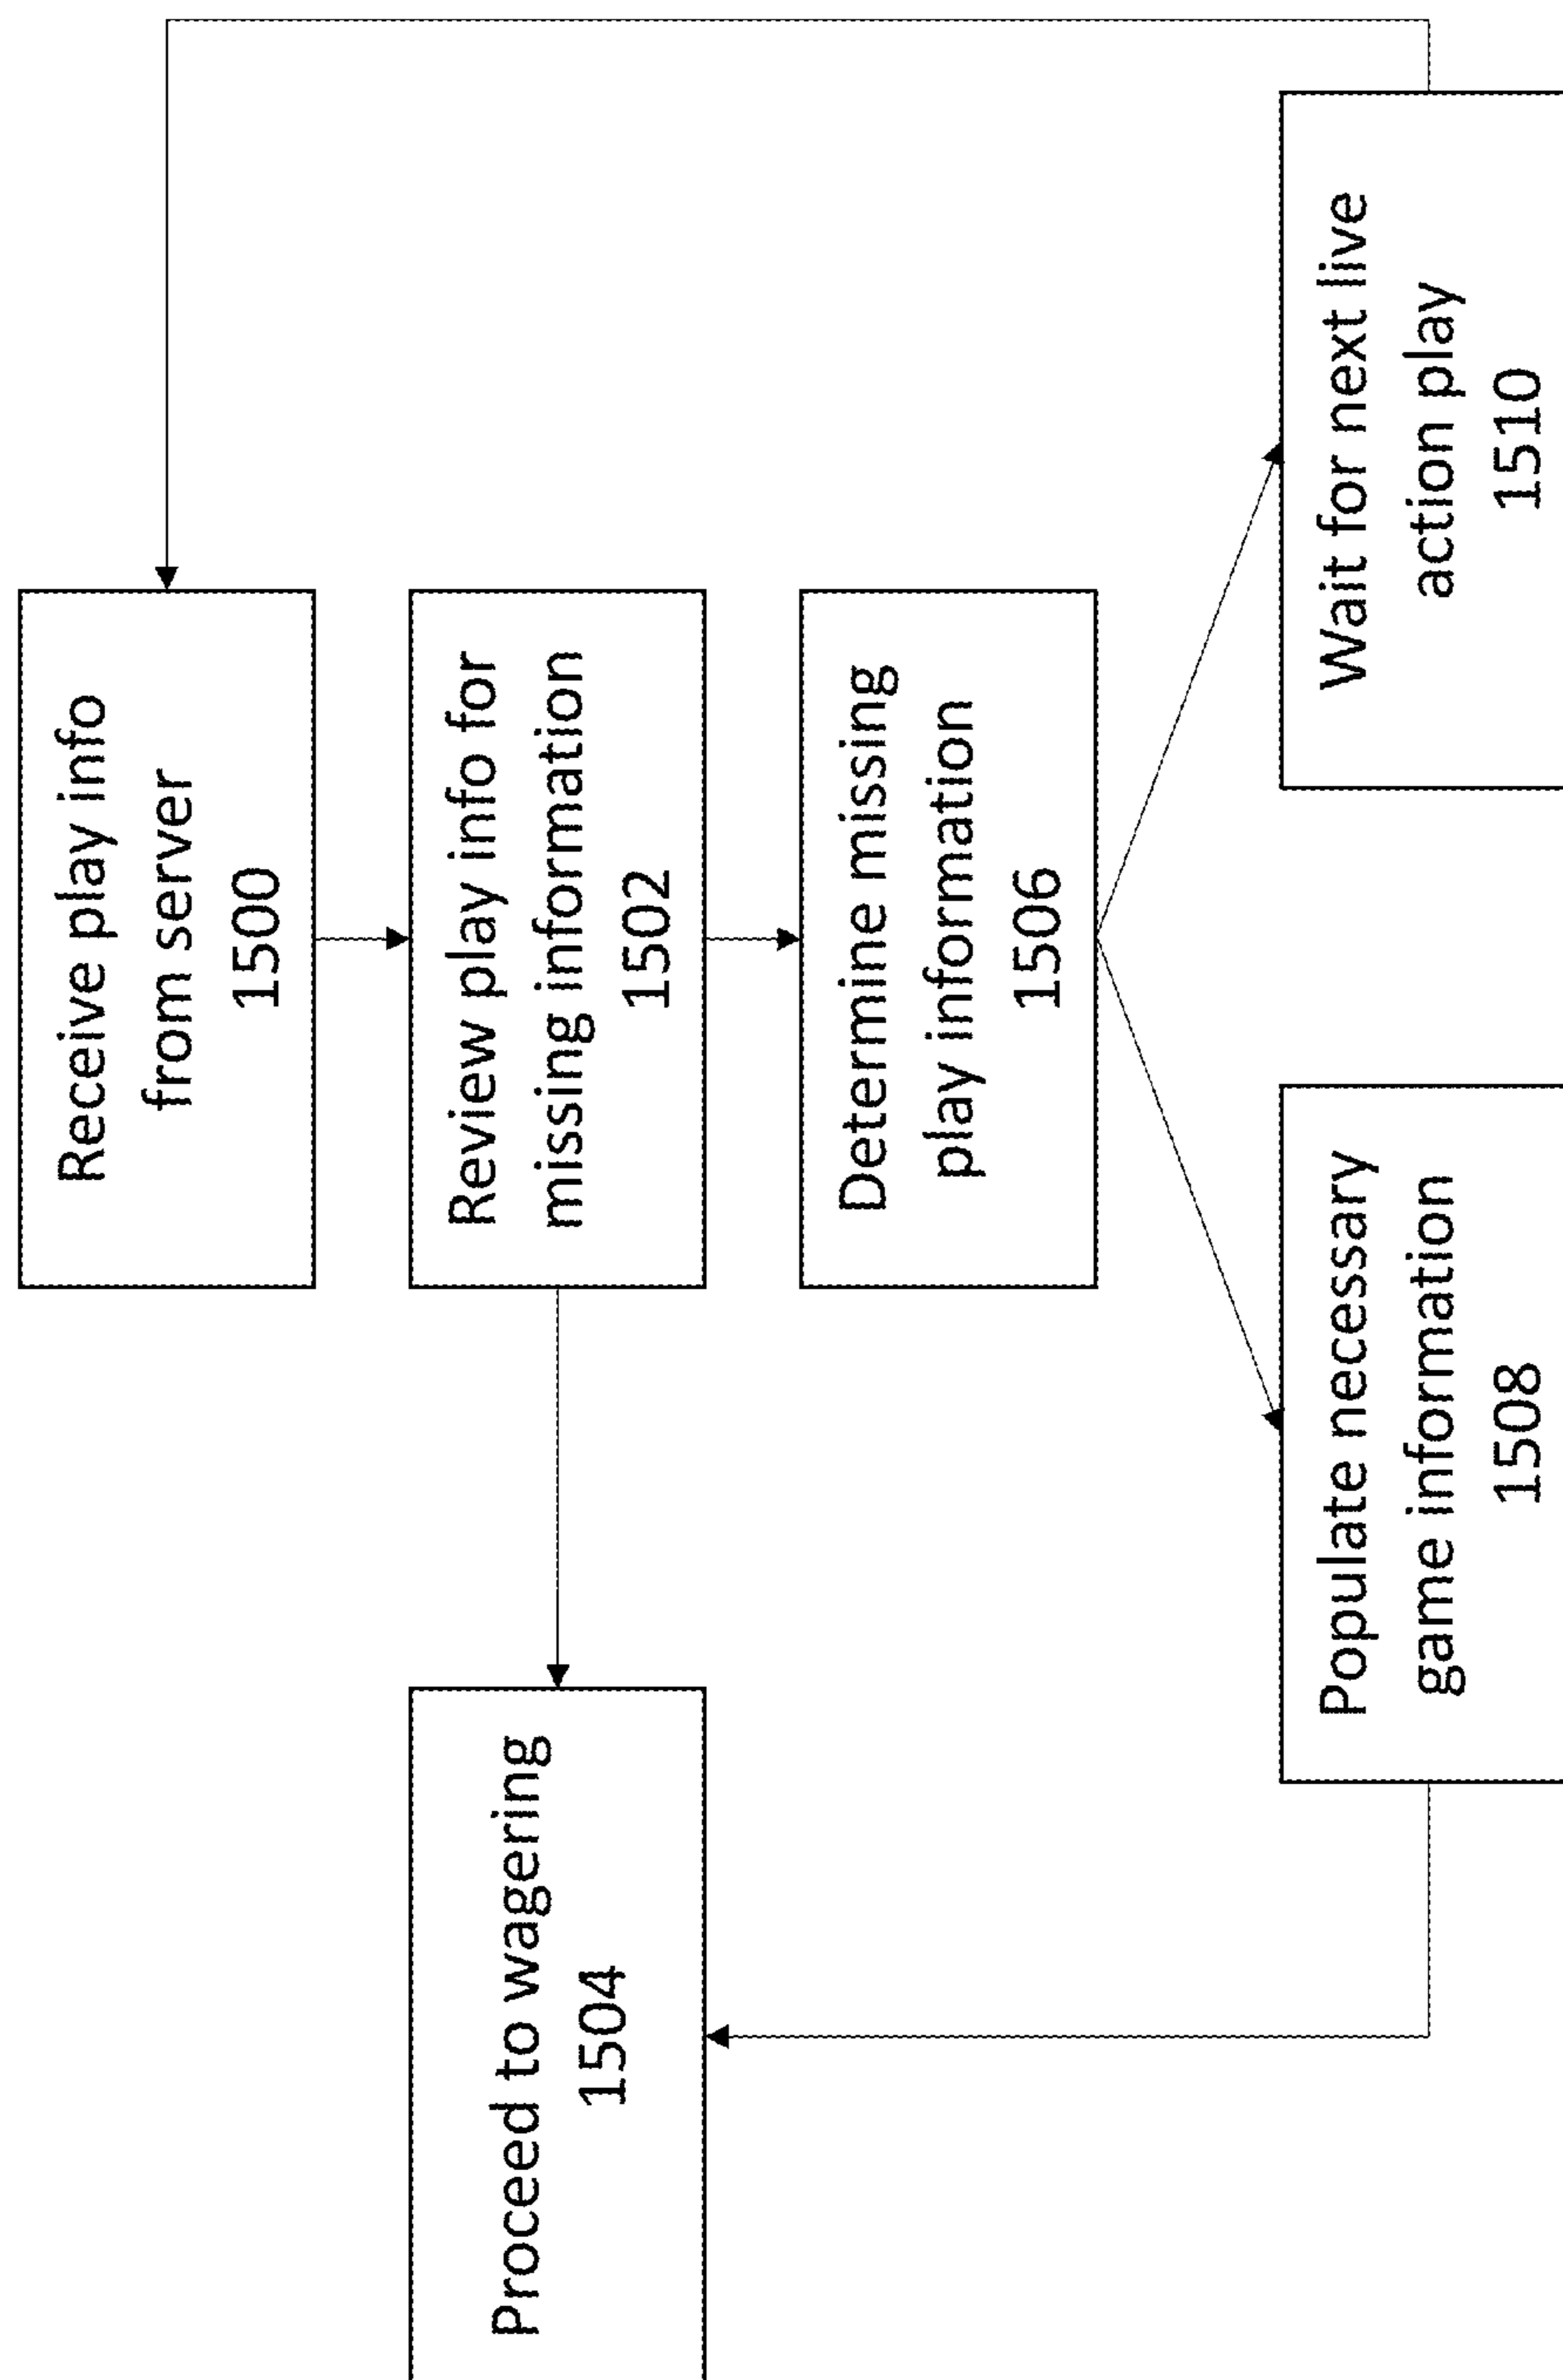 Receive play info
from server
1500
Review play info for
missing information
1502
Proceed to wagering
1504
Determine missing
play information
1506
Populate necessary
game information
1508
Wait for next live
action play
1510